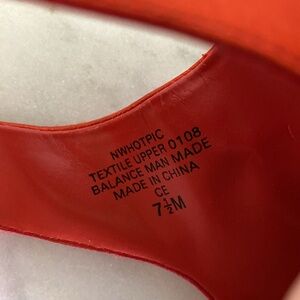 NWHOTPIC
TEXTILE UPPER 0108
BALANCE MAN MADE
MADE IN CHINA
CE
7½M